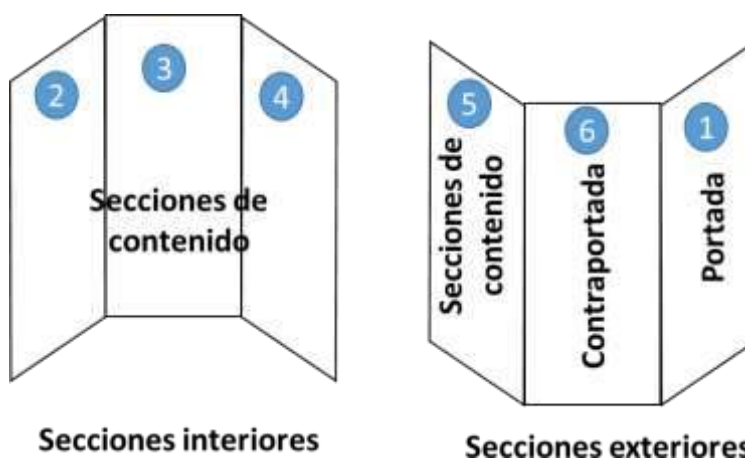 2
3
4
Secciones de
contenido
Secciones interiores
5
Secciones de
contenido
6
Contraportada
1
Portada
Secciones exteriores